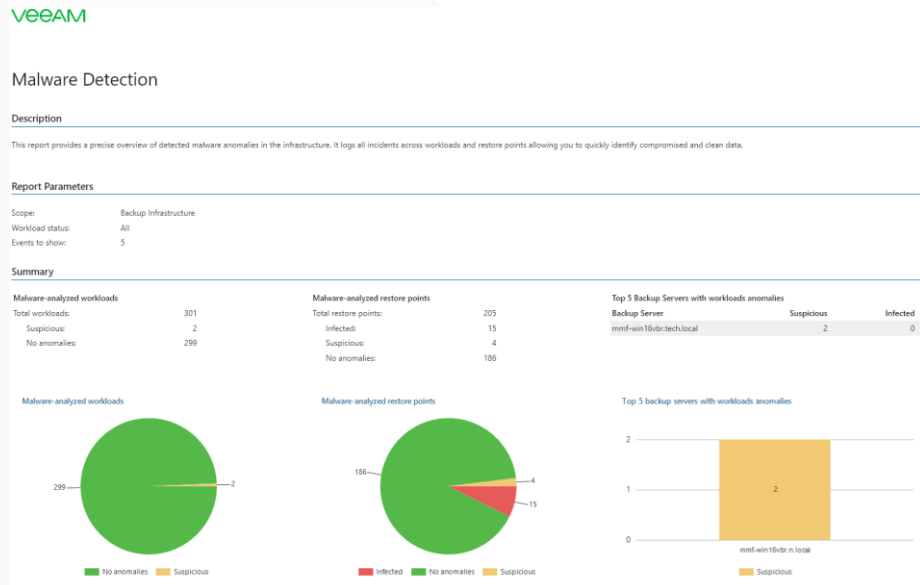 veeam
Malware Detection
Description
This report provides a precise overview of detected malware anomalies in the infrastructure. It logs all incidents across workloads and restore points allowing you to quickly identify compromised and clean data.
Report Parameters
Scope: Backup Infrastructure
Workload status: All
Events to show: 5
Summary
Malware-analyzed workloads
Total workloads: 301
Suspicious: 2
No anomalies: 299
Malware-analyzed restore points
Total restore points: 205
Infected: 15
Suspicious: 4
No anomalies: 186
Top 5 Backup Servers with workloads anomalies
Backup Server Suspicious Infected
mmf-win16vbr.tech.local 2 0
Malware-analyzed workloads
299
2
No anomalies Suspicious
Malware-analyzed restore points
186
4
15
Infected No anomalies Suspicious
Top 5 backup servers with workloads anomalies
2
1
2
0
mmf-win16vbr.n.local
Suspicious